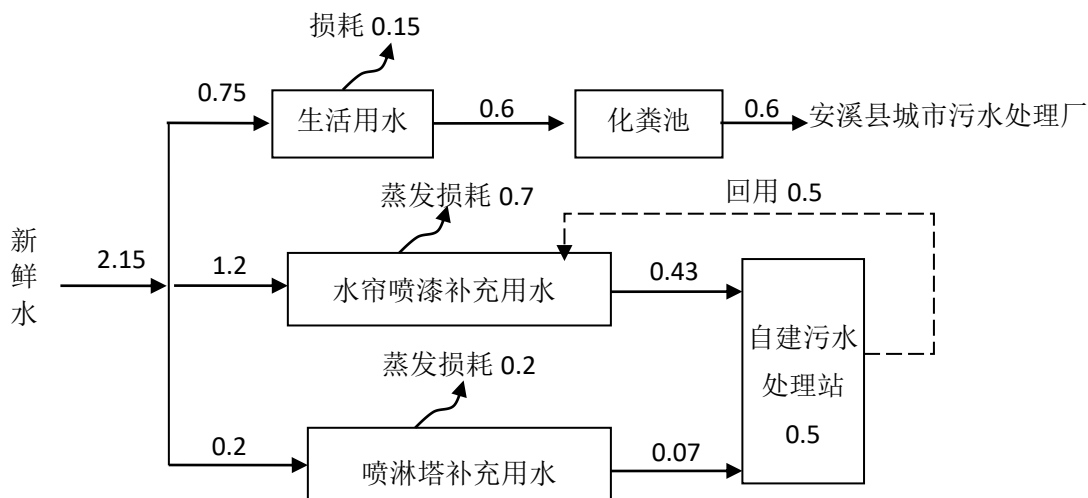 损耗 0.15
0.75
生活用水
0.6
化粪池
0.6
安溪县城市污水处理厂
蒸发损耗 0.7
回用 0.5
新
鲜
水
2.15
1.2
水帘喷漆补充用水
0.43
自建污水
处理站
0.5
蒸发损耗 0.2
0.2
喷淋塔补充用水
0.07